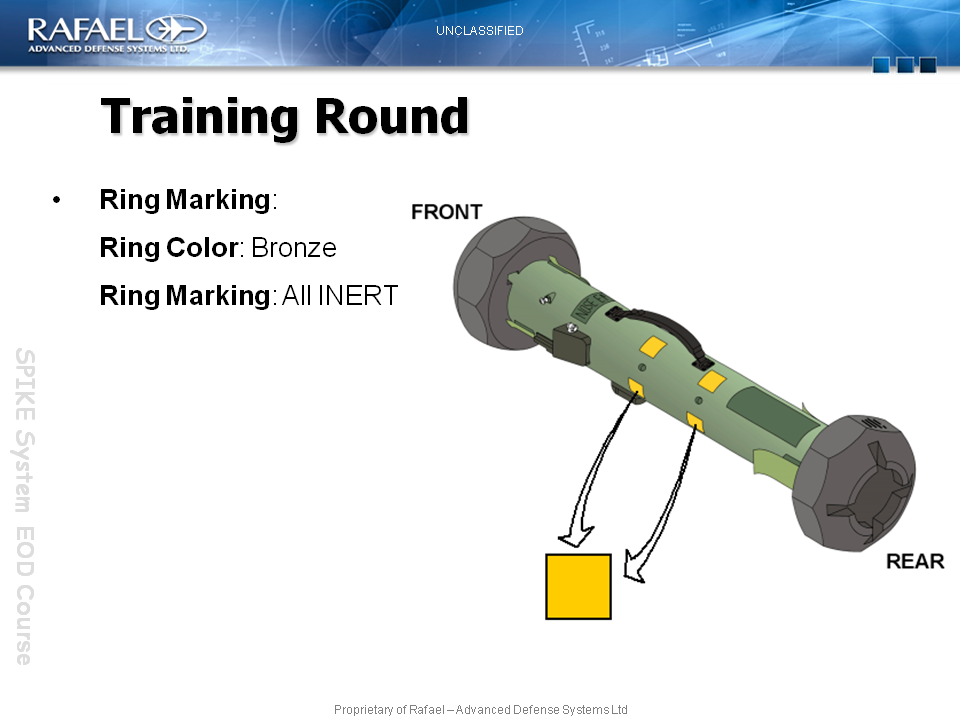 RAFAEL
ADVANCED DEFENSE SYSTEMS LTD.
UNCLASSIFIED
Training Round
• Ring Marking:
Ring Color: Bronze
Ring Marking: All INERT
FRONT
REAR
SPIKE System EOD Course
Proprietary of Rafael – Advanced Defense Systems Ltd